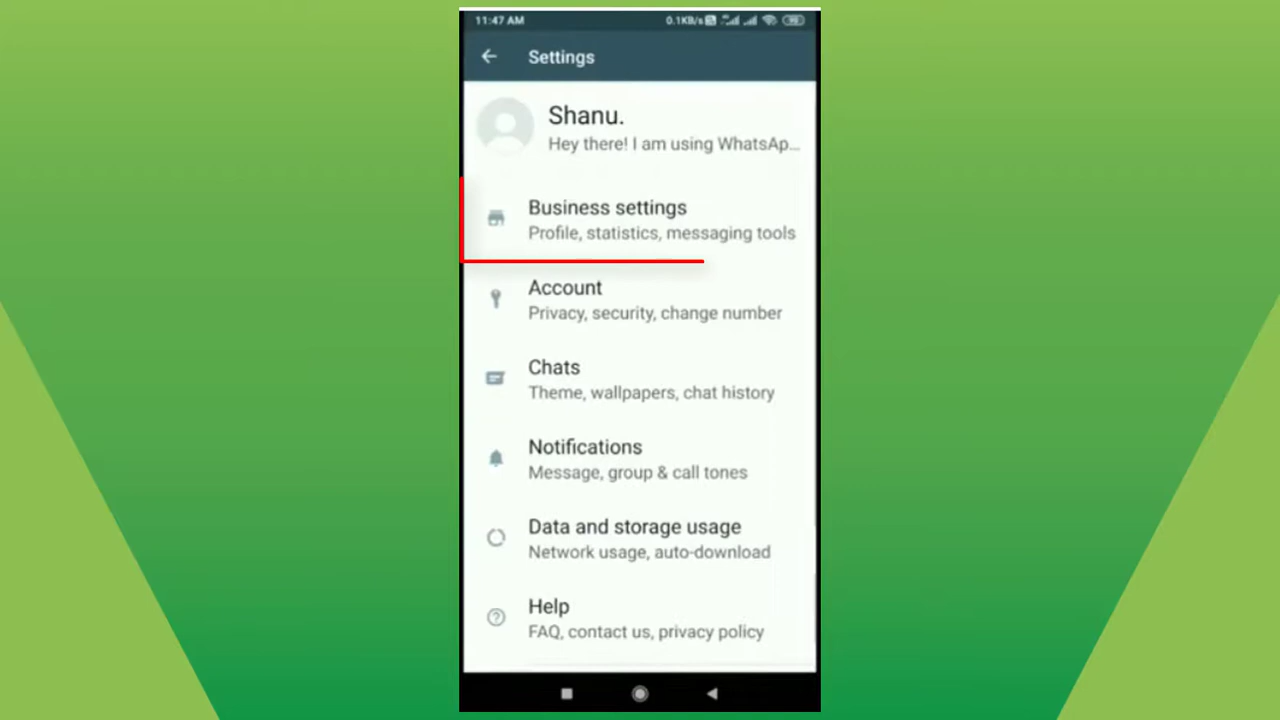 11:47 AM
0.1KB/s
Settings
Shanu.
Hey there! I am using WhatsAp...
Business settings
Profile, statistics, messaging tools
Account
Privacy, security, change number
Chats
Theme, wallpapers, chat history
Notifications
Message, group & call tones
Data and storage usage
Network usage, auto-download
Help
FAQ, contact us, privacy policy